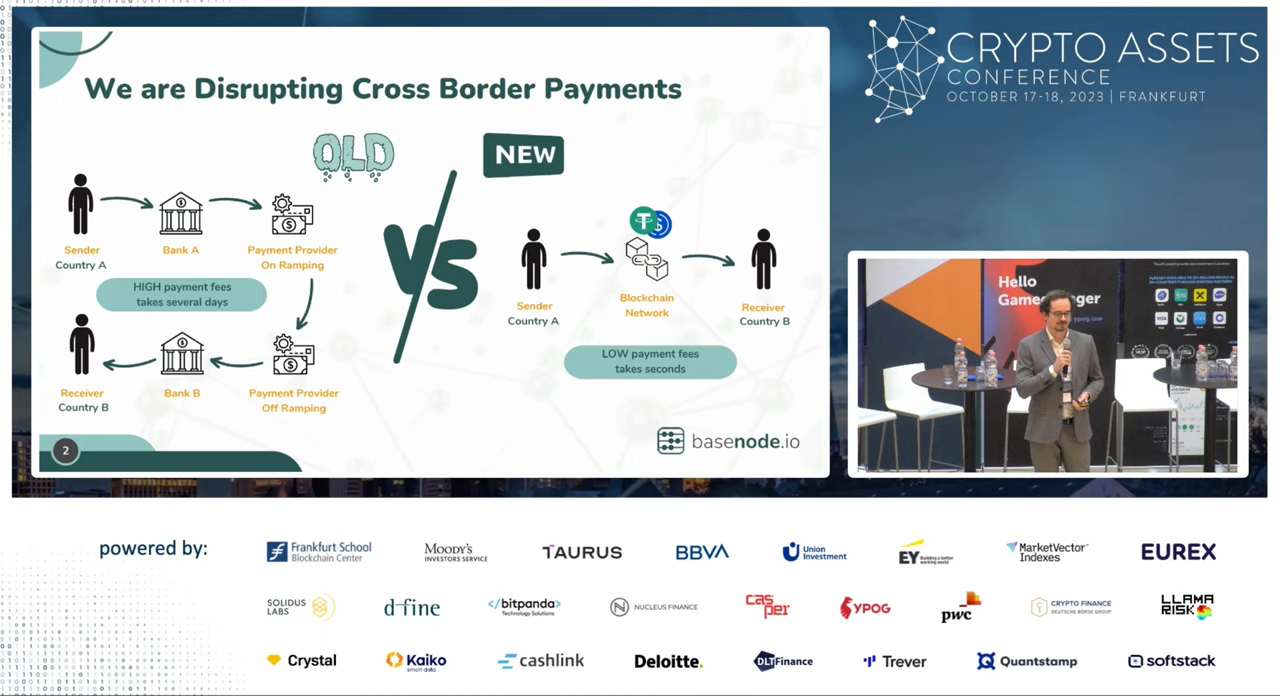 We are Disrupting Cross Border Payments
OLD
NEW
VS
Sender
Country A
Bank A
Payment Provider
On Ramping
HIGH payment fees
takes several days
Receiver
Country B
Bank B
Payment Provider
Off Ramping
Sender
Country A
Blockchain
Network
Receiver
Country B
LOW payment fees
takes seconds
2
basenode.io
CRYPTO ASSETS
CONFERENCE
OCTOBER 17-18, 2023 | FRANKFURT
Hello
powered by:
Frankfurt School
Blockchain Center
MOODY'S
INVESTORS SERVICE
TAURUS
BBVA
Union
Investment
EY
Building a better
working world
MarketVector™
Indexes
EUREX
SOLIDUS
LABS
d-fine
</bitpanda>
Technology Solutions
NUCLEUS FINANCE
casper
YPOG
pwc
CRYPTO FINANCE
DEUTSCHE BÖRSE GROUP
LLAMA
RISK
Crystal
Kaiko
smart data
cashlink
Deloitte.
DLTFinance
Trever
Quantstamp
softstack